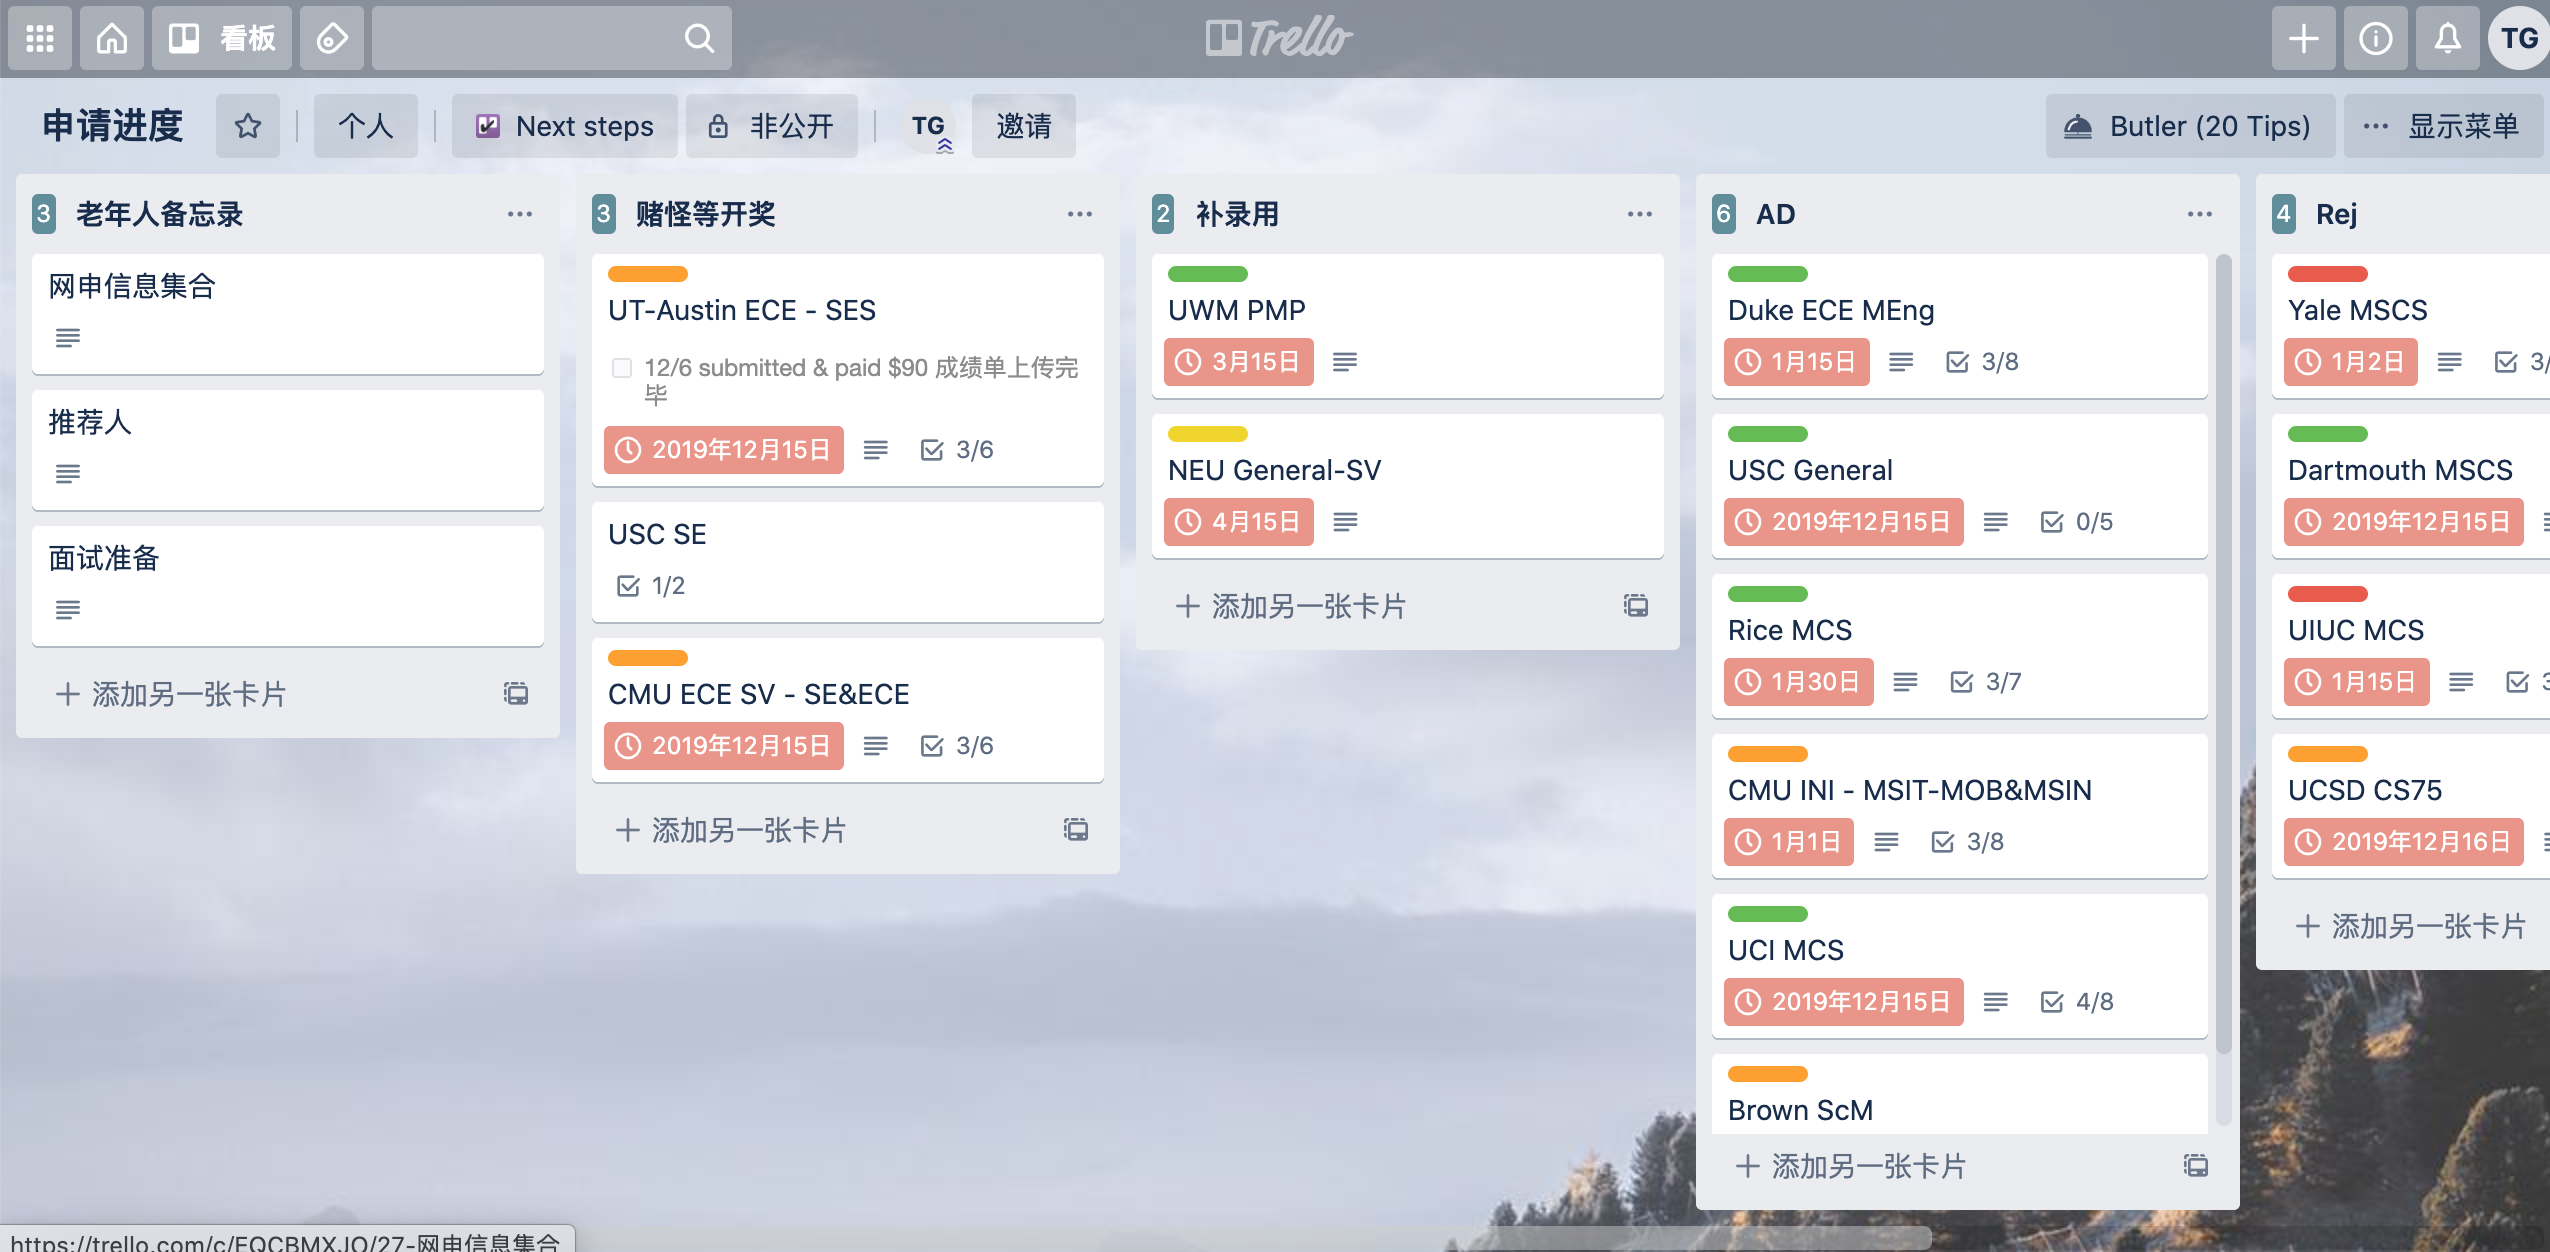 看板
Trello
TG
申请进度
个人
Next steps
非公开
TG
邀请
Butler (20 Tips)
显示菜单
3 老年人备忘录
网申信息集合
推荐人
面试准备
添加另一张卡片
3 赌怪等开奖
UT-Austin ECE - SES
12/6 submitted & paid $90 成绩单上传完
毕
2019年12月15日 3/6
USC SE
1/2
CMU ECE SV - SE&ECE
2019年12月15日 3/6
添加另一张卡片
2 补录用
UWM PMP
3月15日
NEU General-SV
4月15日
添加另一张卡片
6 AD
Duke ECE MEng
1月15日 3/8
USC General
2019年12月15日 0/5
Rice MCS
1月30日 3/7
CMU INI - MSIT-MOB&MSIN
1月1日 3/8
UCI MCS
2019年12月15日 4/8
Brown ScM
添加另一张卡片
4 Rej
Yale MSCS
1月2日 3/
Dartmouth MSCS
2019年12月15日
UIUC MCS
1月15日
UCSD CS75
2019年12月16日
添加另一张卡片
https://trello.com/c/FQCBMXJO/27-网申信息集合